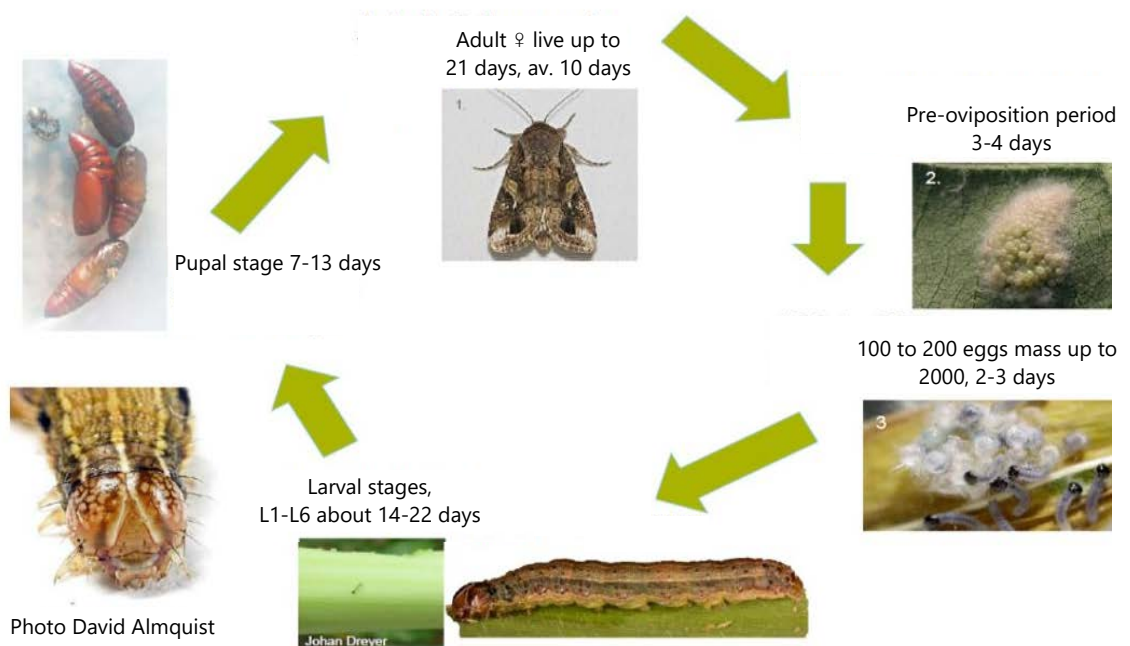 Adult ♀ live up to
21 days, av. 10 days
1.
Pre-oviposition period
3-4 days
2.
100 to 200 eggs mass up to
2000, 2-3 days
3
Larval stages,
L1-L6 about 14-22 days
Johan Dreyer
Photo David Almquist
Pupal stage 7-13 days